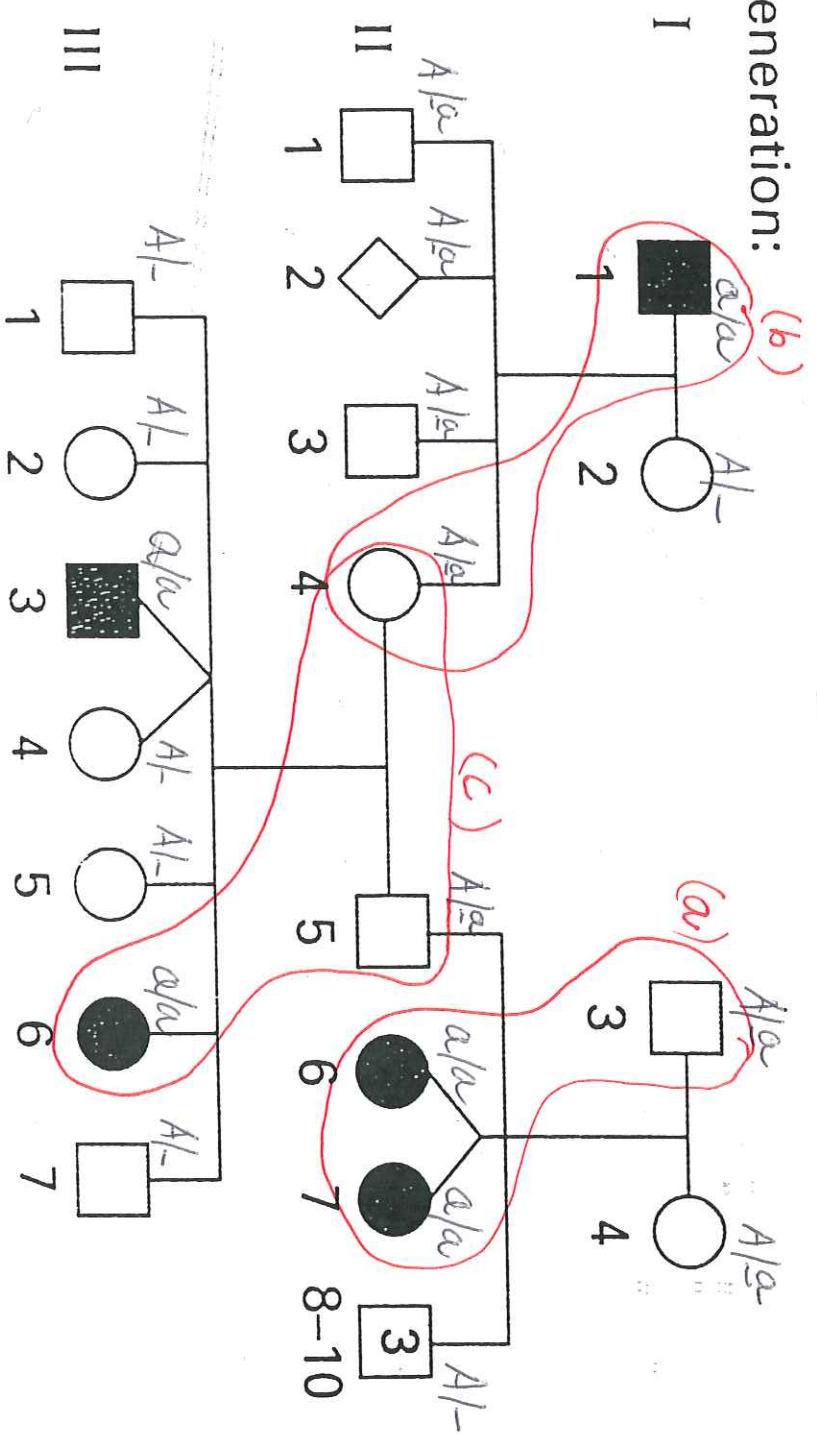 eneration:
(b) (a)
I a/a A/- A/a A/a
1 2 3 4
(c)
II A/a A/a A/a A/a A/a a/a a/a 3 A/-
1 2 3 4 5 6 7 8–10
III A/- A/- a/a A/- A/- a/a A/-
1 2 3 4 5 6 7